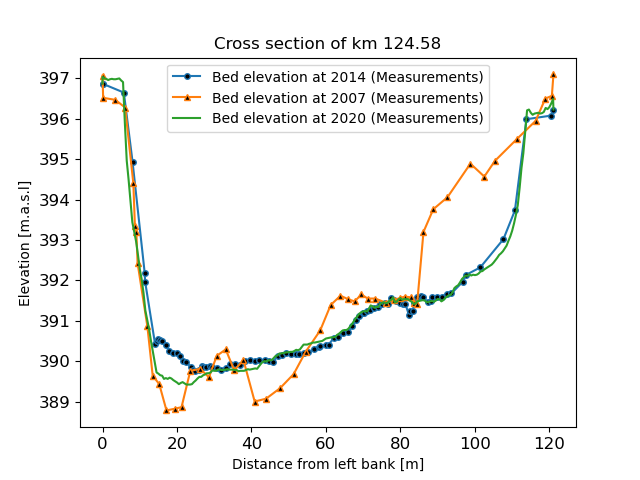 Cross section of km 124.58
Bed elevation at 2014 (Measurements)
Bed elevation at 2007 (Measurements)
Bed elevation at 2020 (Measurements)
397
396
395
394
393
392
391
390
389
Elevation [m.a.s.l]
0 20 40 60 80 100 120
Distance from left bank [m]